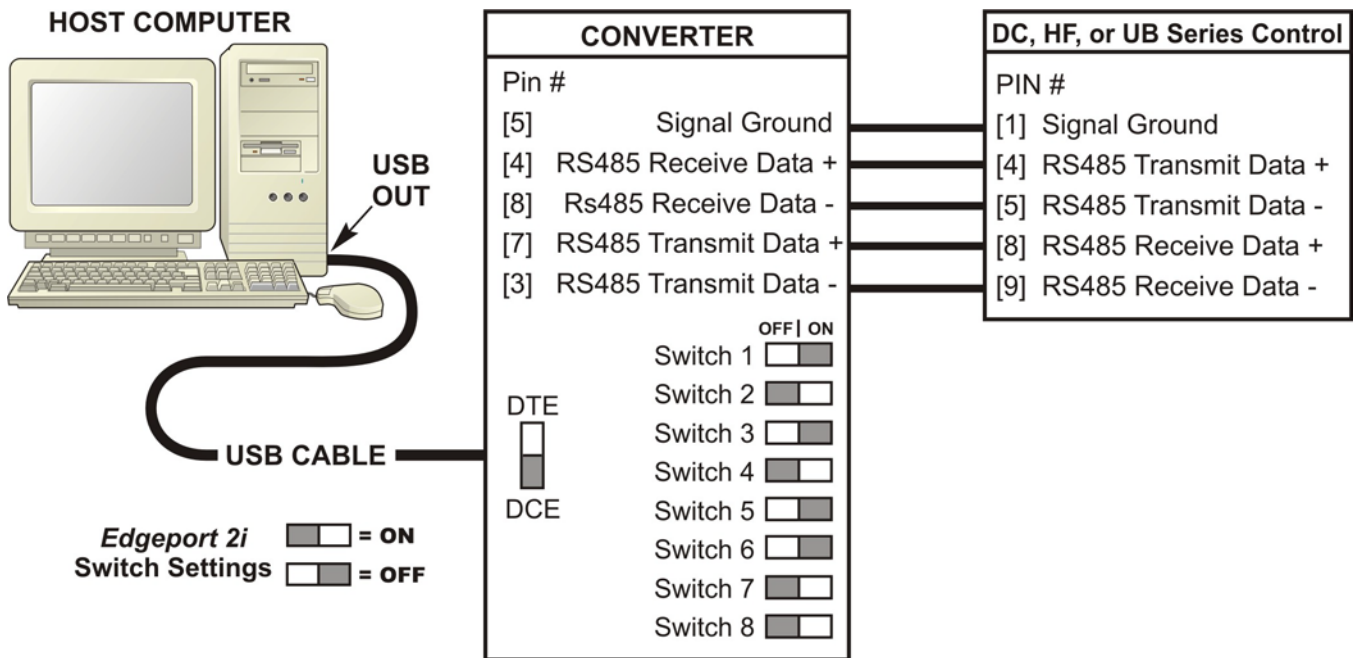 HOST COMPUTER
USB
OUT
USB CABLE
Edgeport 2i
Switch Settings
= ON
= OFF
CONVERTER
Pin #
[5] Signal Ground
[4] RS485 Receive Data +
[8] Rs485 Receive Data -
[7] RS485 Transmit Data +
[3] RS485 Transmit Data -
OFF | ON
Switch 1
Switch 2
Switch 3
Switch 4
Switch 5
Switch 6
Switch 7
Switch 8
DTE
DCE
DC, HF, or UB Series Control
PIN #
[1] Signal Ground
[4] RS485 Transmit Data +
[5] RS485 Transmit Data -
[8] RS485 Receive Data +
[9] RS485 Receive Data -